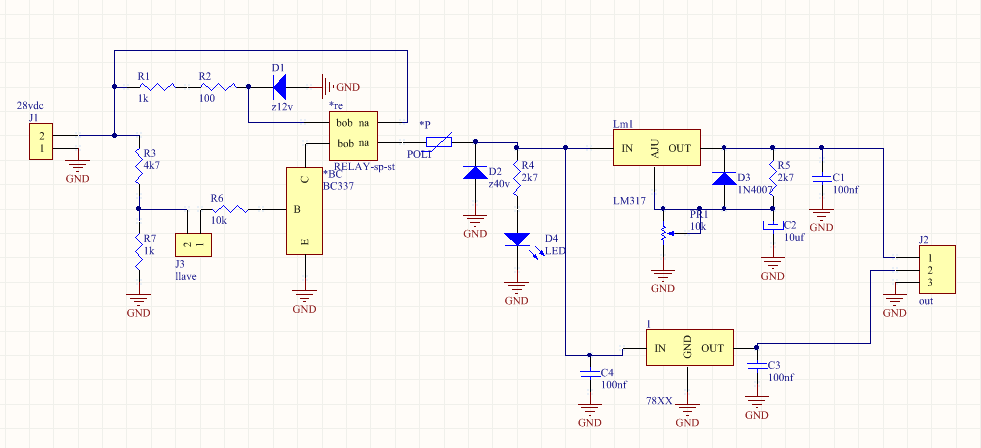 R1
1k
R2
100
D1
z12v
GND
28vdc
J1
2
1
GND
R3
4k7
*re
bob na
bob na
RELAY-sp-st
*P
POLI
*BC
BC337
C
B
E
GND
R6
10k
R7
1k
GND
2
1
J3
llave
D2
z40v
GND
R4
2k7
D4
LED
GND
Lm1
IN
AJU
OUT
LM317
D3
1N4007
R5
2k7
C1
100nf
GND
PR1
10k
GND
C2
10uf
GND
J2
1
2
3
out
GND
1
IN
GND
OUT
78XX
GND
C4
100nf
GND
C3
100nf
GND